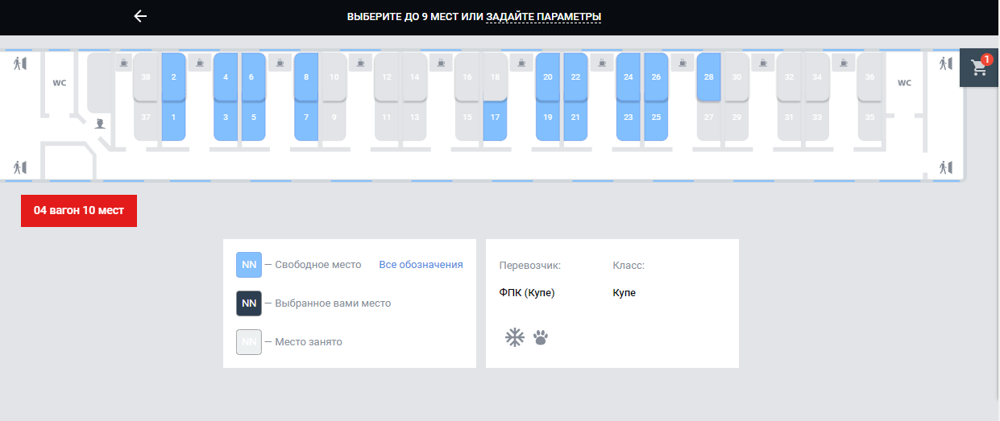 ВЫБЕРИТЕ ДО 9 МЕСТ ИЛИ ЗАДАЙТЕ ПАРАМЕТРЫ
1
WC 38 2 4 6 8 10 12 14 16 18 20 22 24 26 28 30 32 34 36 WC
37 1 3 5 7 9 11 13 15 17 19 21 23 25 27 29 31 33 35
04 вагон 10 мест
NN — Свободное место Все обозначения
NN — Выбранное вами место
NN — Место занято
Перевозчик: Класс:
ФПК (Купе) Купе